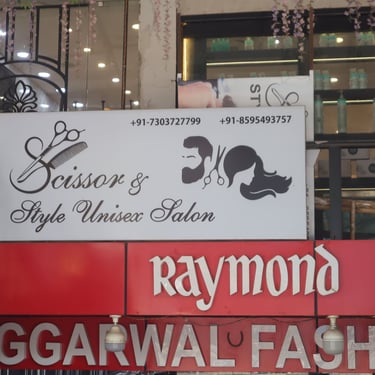 +91-7303727799 +91-8595493757
Scissor &
Style Unisex Salon
RAYMOND
GGARWAL FASH